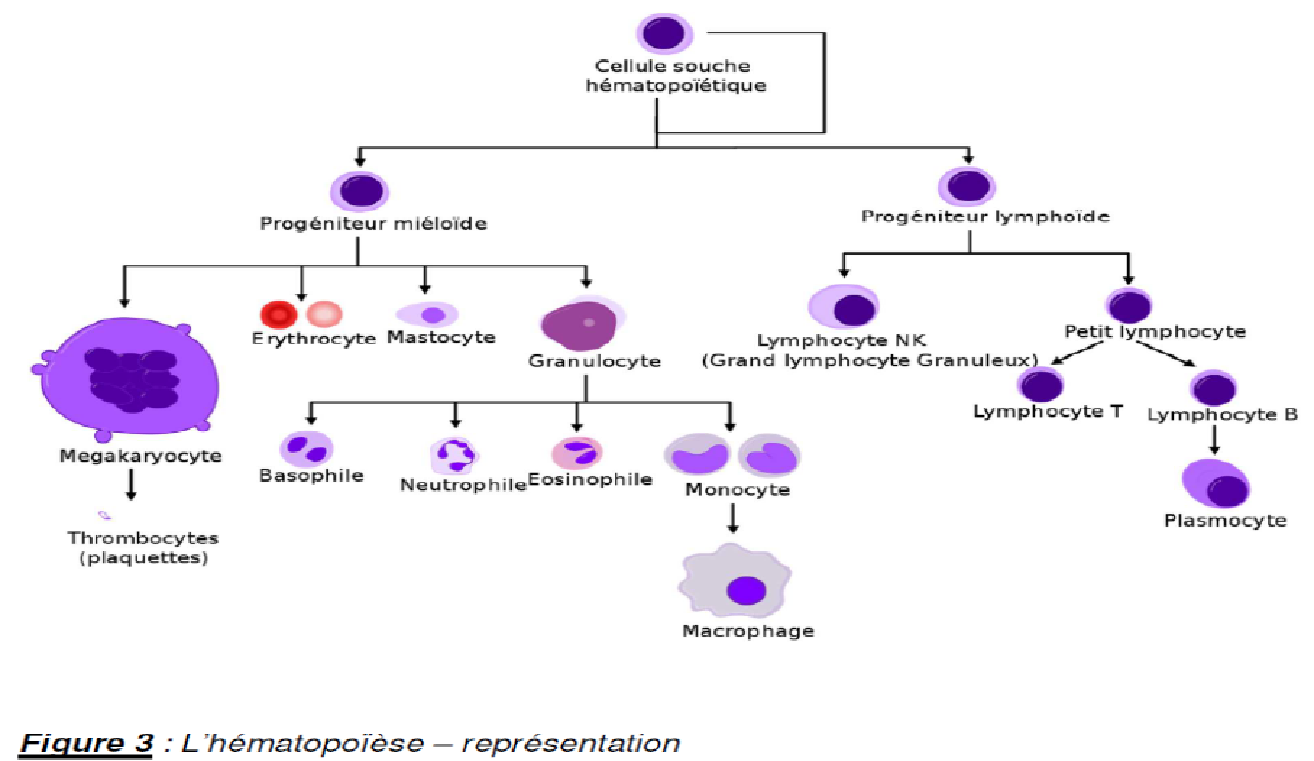 Cellule souche
hématopoïétique
Progéniteur miéloïde
Progéniteur lymphoïde
Erythrocyte
Mastocyte
Granulocyte
Lymphocyte NK
(Grand lymphocyte Granuleux)
Petit lymphocyte
Lymphocyte T
Lymphocyte B
Megakaryocyte
Basophile
Neutrophile
Eosinophile
Monocyte
Plasmocyte
Thrombocytes
(plaquettes)
Macrophage
Figure 3 : L'hématopoïèse – représentation